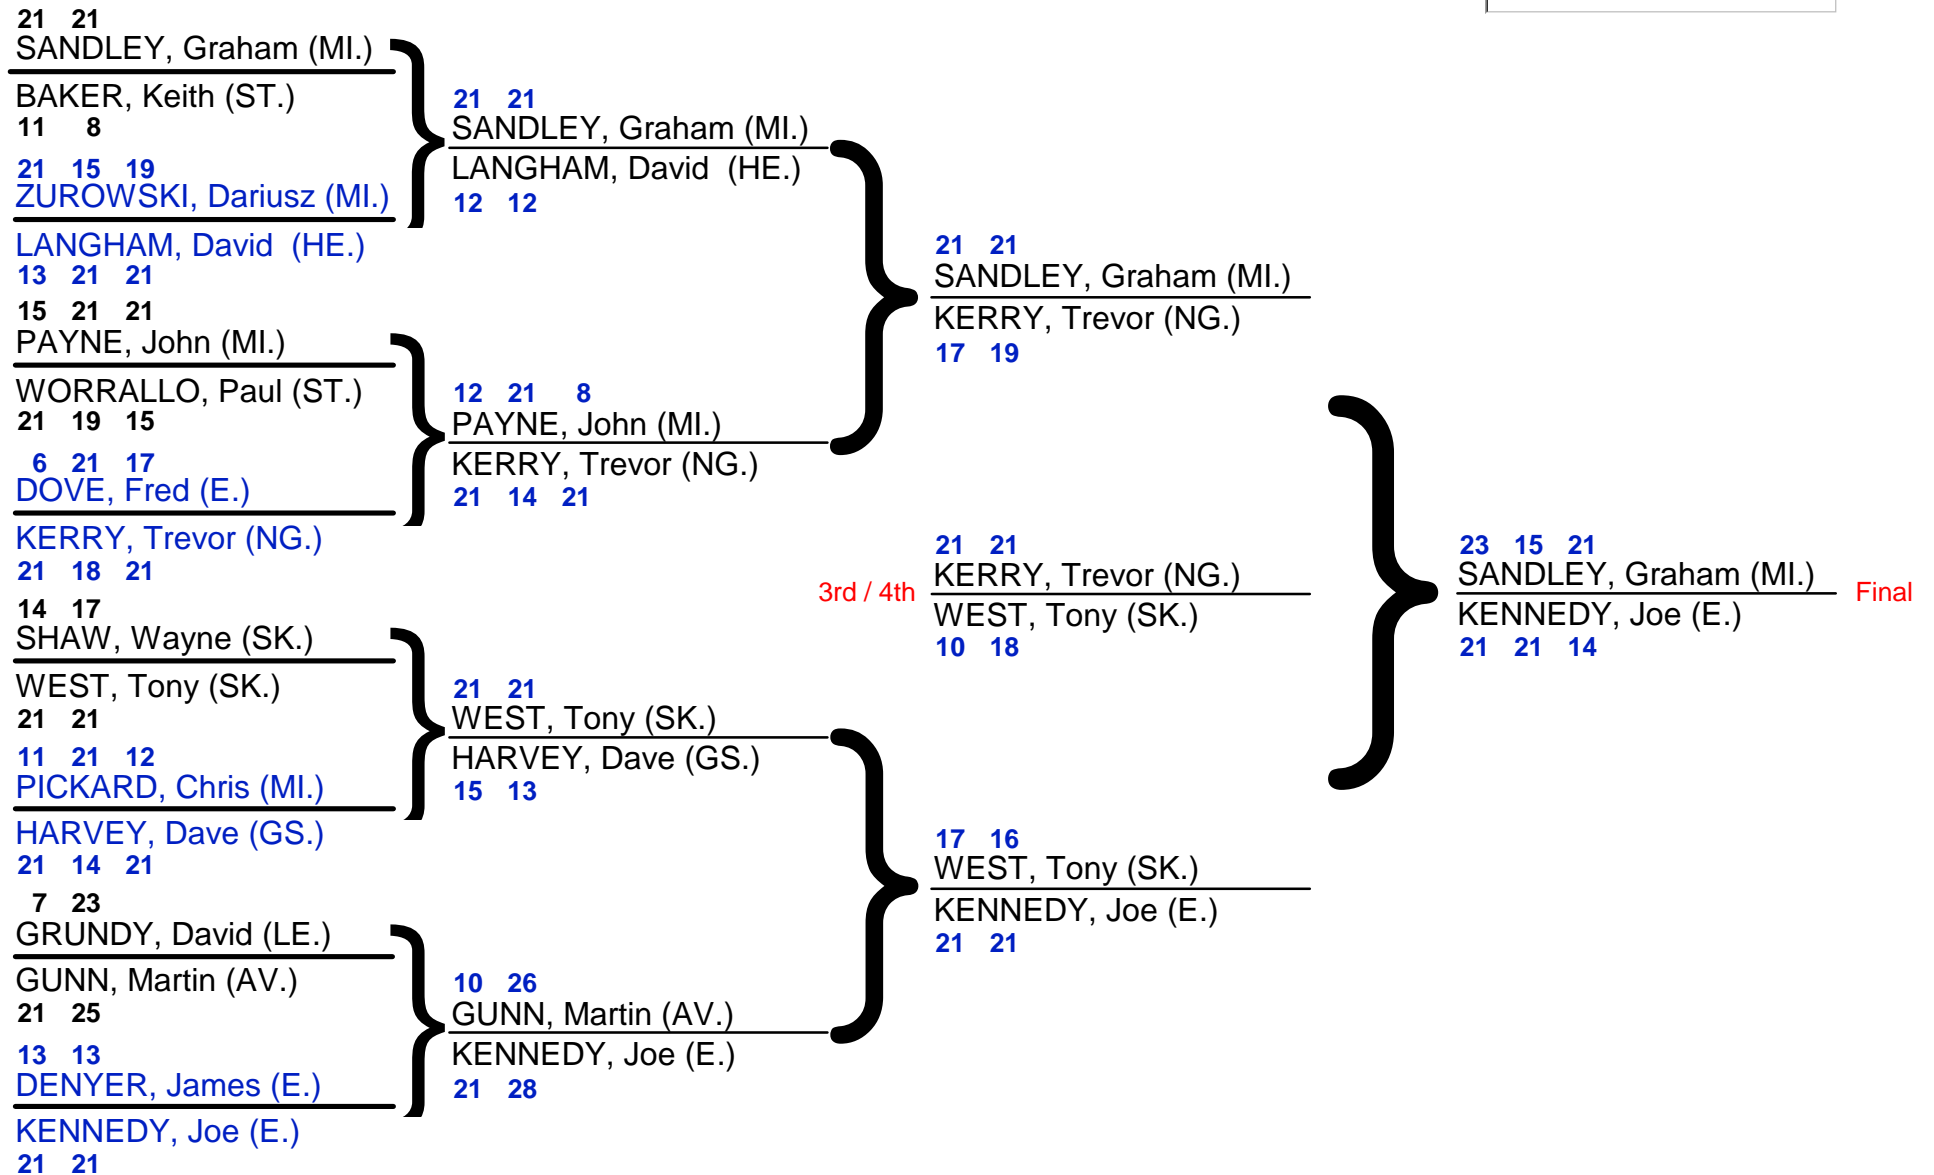 21 21
SANDLEY, Graham (MI.)
BAKER, Keith (ST.)
11 8
21 15 19
ZUROWSKI, Dariusz (MI.)
LANGHAM, David (HE.)
13 21 21
15 21 21
PAYNE, John (MI.)
WORRALLO, Paul (ST.)
21 19 15
6 21 17
DOVE, Fred (E.)
KERRY, Trevor (NG.)
21 18 21
14 17
SHAW, Wayne (SK.)
WEST, Tony (SK.)
21 21
11 21 12
PICKARD, Chris (MI.)
HARVEY, Dave (GS.)
21 14 21
7 23
GRUNDY, David (LE.)
GUNN, Martin (AV.)
21 25
13 13
DENYER, James (E.)
KENNEDY, Joe (E.)
21 21
21 21
SANDLEY, Graham (MI.)
LANGHAM, David (HE.)
12 12
12 21 8
PAYNE, John (MI.)
KERRY, Trevor (NG.)
21 14 21
21 21
WEST, Tony (SK.)
HARVEY, Dave (GS.)
15 13
10 26
GUNN, Martin (AV.)
KENNEDY, Joe (E.)
21 28
21 21
SANDLEY, Graham (MI.)
KERRY, Trevor (NG.)
17 19
3rd / 4th
21 21
KERRY, Trevor (NG.)
WEST, Tony (SK.)
10 18
17 16
WEST, Tony (SK.)
KENNEDY, Joe (E.)
21 21
23 15 21
SANDLEY, Graham (MI.)
KENNEDY, Joe (E.)
21 21 14
Final